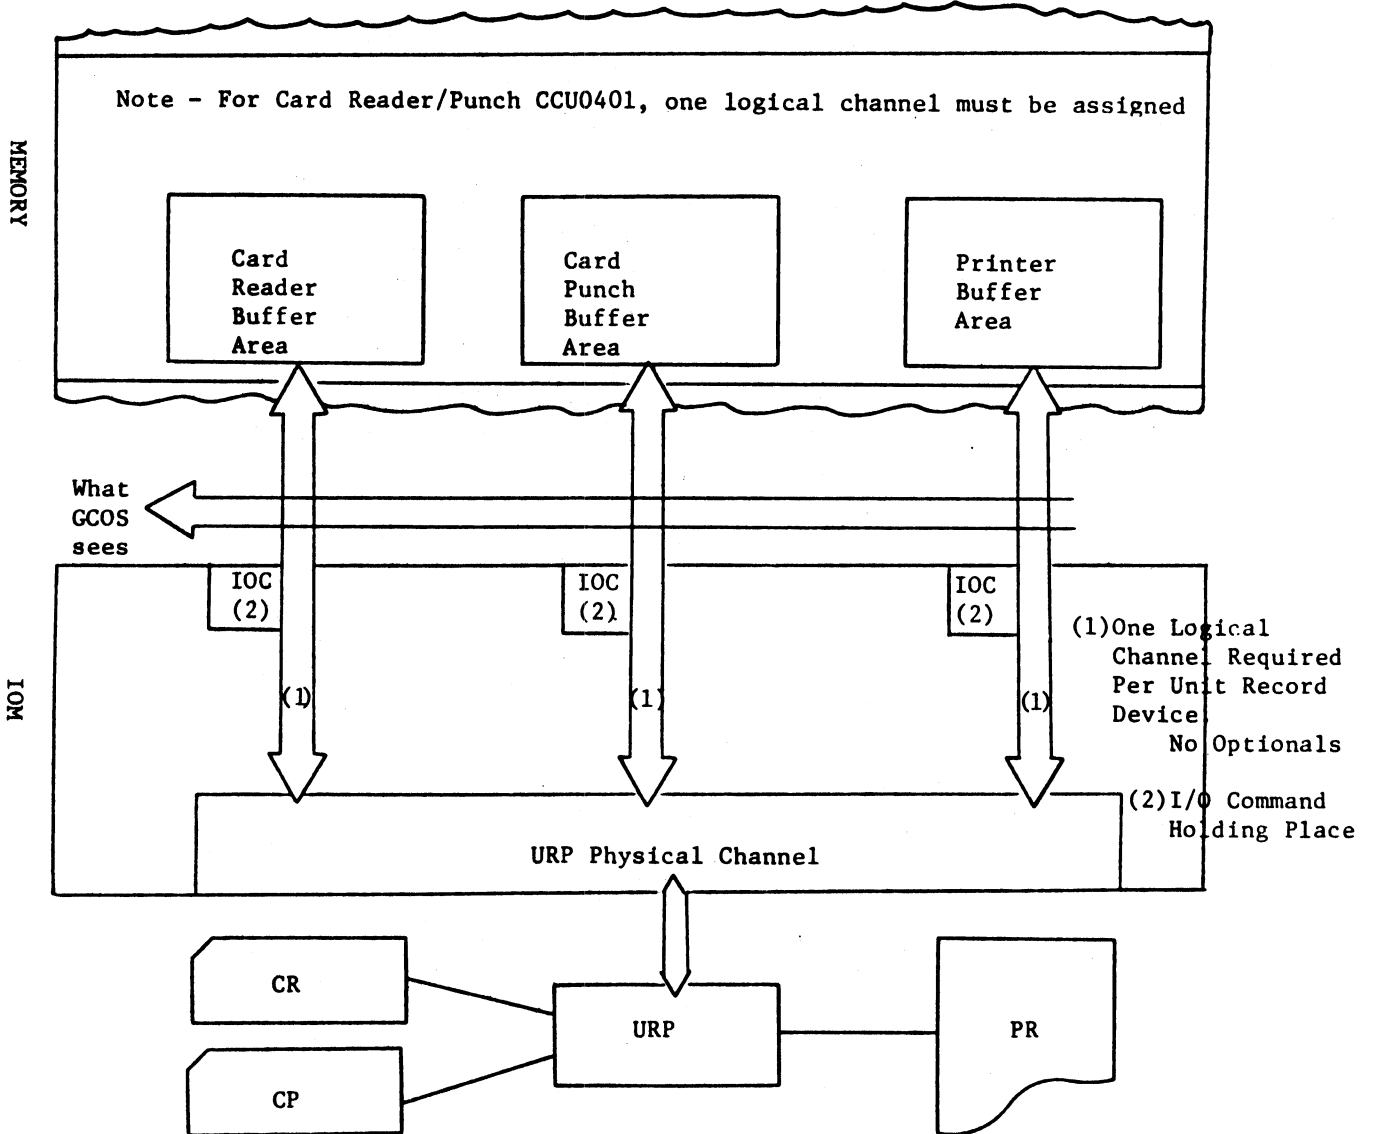 Note - For Card Reader/Punch CCU0401, one logical channel must be assigned
MEMORY
Card
Reader
Buffer
Area
Card
Punch
Buffer
Area
Printer
Buffer
Area
What
GCOS
sees
IOC
(2)
IOC
(2)
IOC
(2)
IOM
(1)
(1)
(1)
(1)One Logical
Channel Required
Per Unit Record
Device
No Optionals
(2)I/O Command
Holding Place
URP Physical Channel
CR
CP
URP
PR